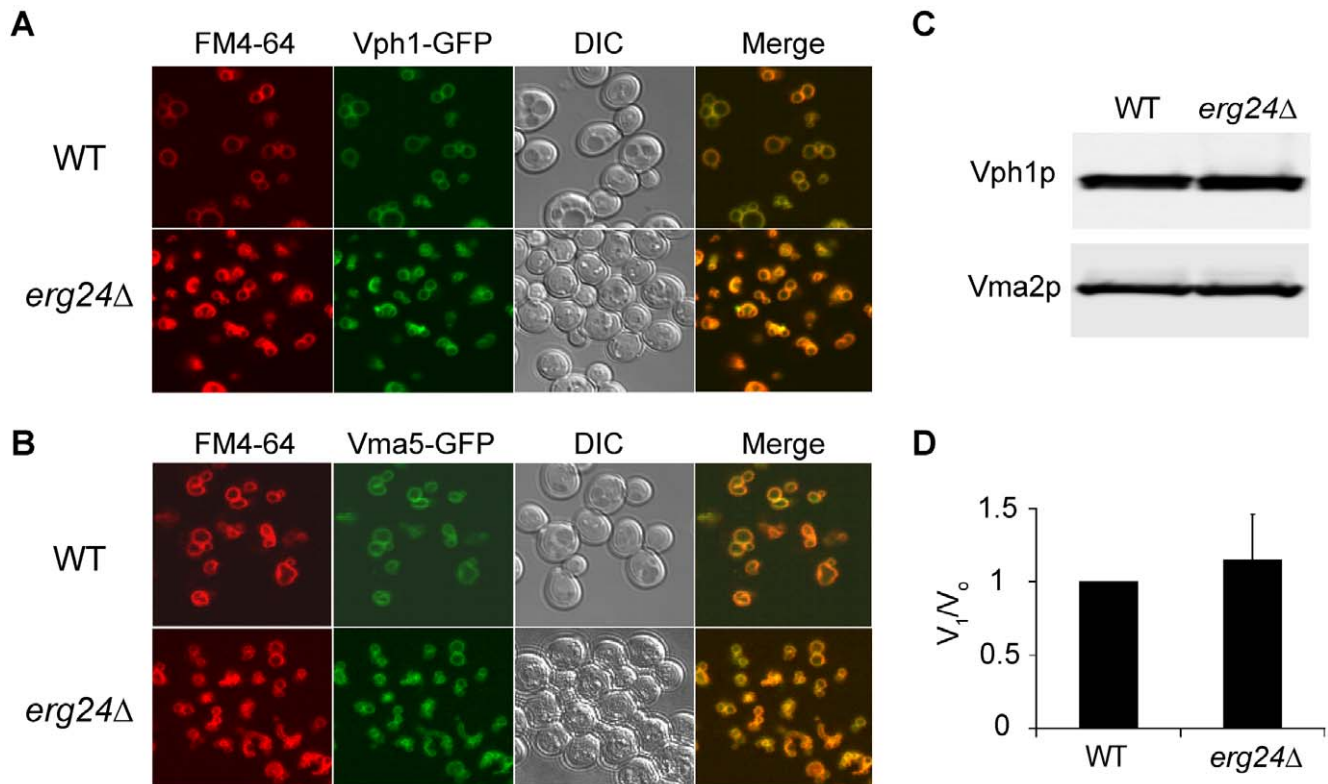 A
FM4-64 Vph1-GFP DIC Merge
WT
erg24Δ
B
FM4-64 Vma5-GFP DIC Merge
WT
erg24Δ
C
WT erg24Δ
Vph1p
Vma2p
D
V₁/Vₒ
1.5
1
0.5
0
WT erg24Δ